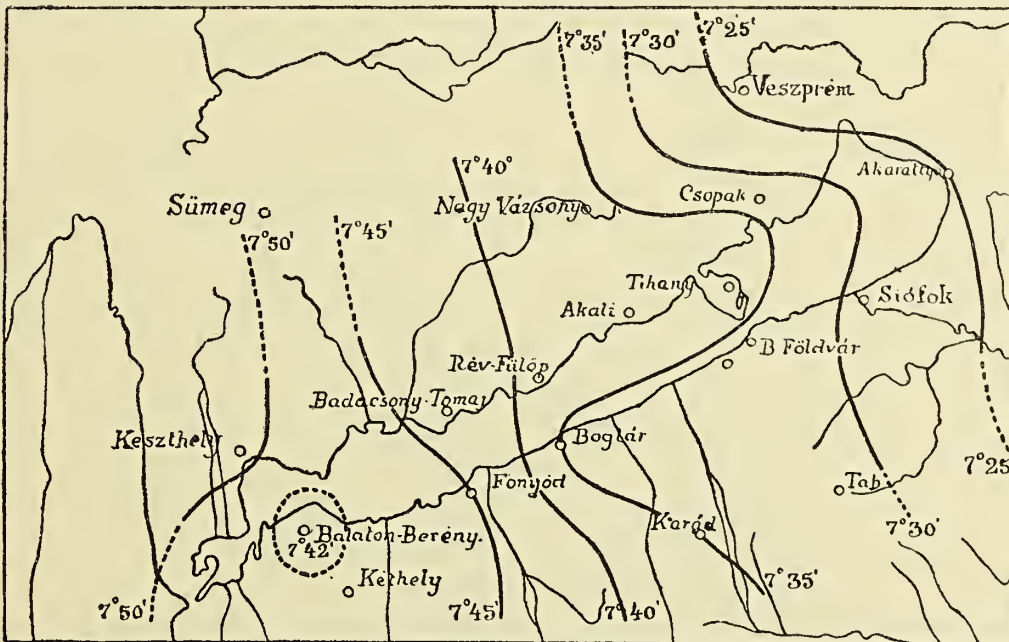 7°35'
7°30'
7°25'
Veszprém
7°40°
Akarattya
Csopak
Sümeg
Nagy Vázsony
7°50'
7°45'
Tihany
Siófok
Akali
B Földvár
Rév-Fülöp
Badacsony-Tomaj
Keszthely
Boglár
7°25'
Fonyód
Tab
7°30'
Karád
Balaton-Berény.
7°42'
Kéthely
7°35'
7°50'
7°45'
7°40'